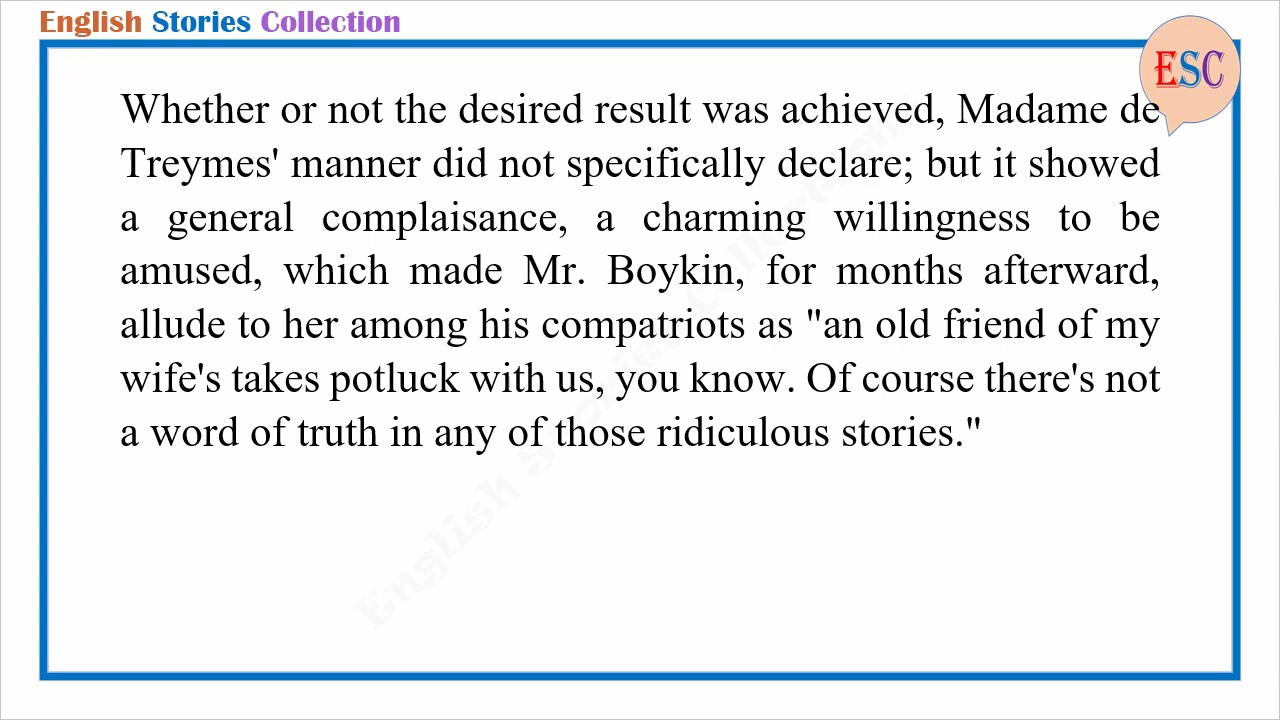 English Stories Collection
ESC
Whether or not the desired result was achieved, Madame de
Treymes' manner did not specifically declare; but it showed
a general complaisance, a charming willingness to be
amused, which made Mr. Boykin, for months afterward,
allude to her among his compatriots as "an old friend of my
wife's takes potluck with us, you know. Of course there's not
a word of truth in any of those ridiculous stories."
English Stories Collection